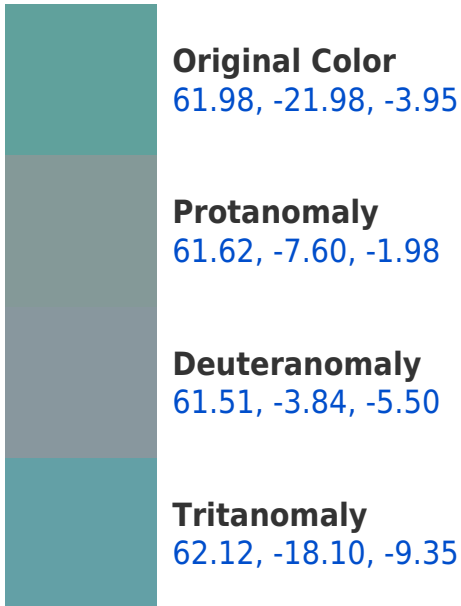 Original Color
61.98, -21.98, -3.95
Protanomaly
61.62, -7.60, -1.98
Deuteranomaly
61.51, -3.84, -5.50
Tritanomaly
62.12, -18.10, -9.35